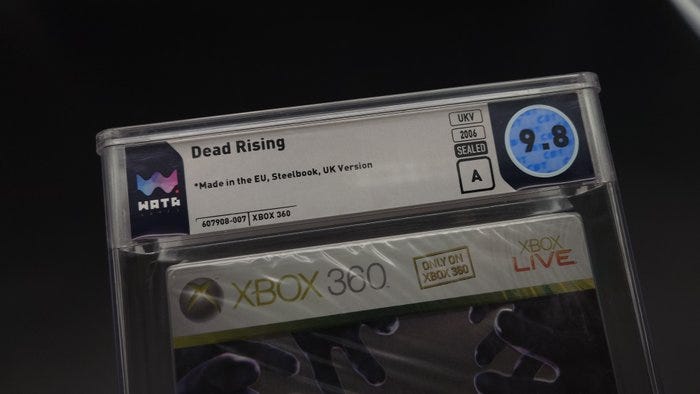 Dead Rising
*Made in the EU, Steelbook, UK Version
607908-007 XBOX 360
WATA
UKV
2006
SEALED
A
9.8
XBOX 360
ONLY ON
XBOX 360
XBOX
LIVE